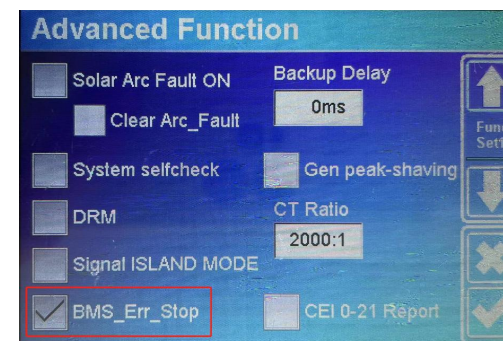 Advanced Function
Solar Arc Fault ON
Backup Delay
Clear Arc_Fault
0ms
System selfcheck
Gen peak-shaving
DRM
CT Ratio
2000:1
Signal ISLAND MODE
BMS_Err_Stop
CEI 0-21 Report